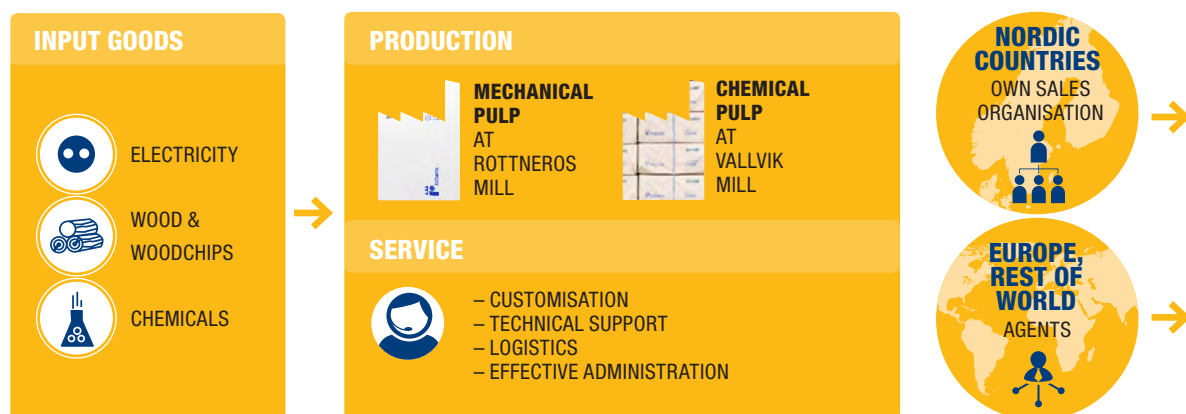 INPUT GOODS
ELECTRICITY
WOOD &
WOODCHIPS
CHEMICALS
PRODUCTION
MECHANICAL
PULP
AT
ROTTNEROS
MILL
CHEMICAL
PULP
AT
VALLVIK
MILL
SERVICE
– CUSTOMISATION
– TECHNICAL SUPPORT
– LOGISTICS
– EFFECTIVE ADMINISTRATION
NORDIC
COUNTRIES
OWN SALES
ORGANISATION
EUROPE,
REST OF
WORLD
AGENTS